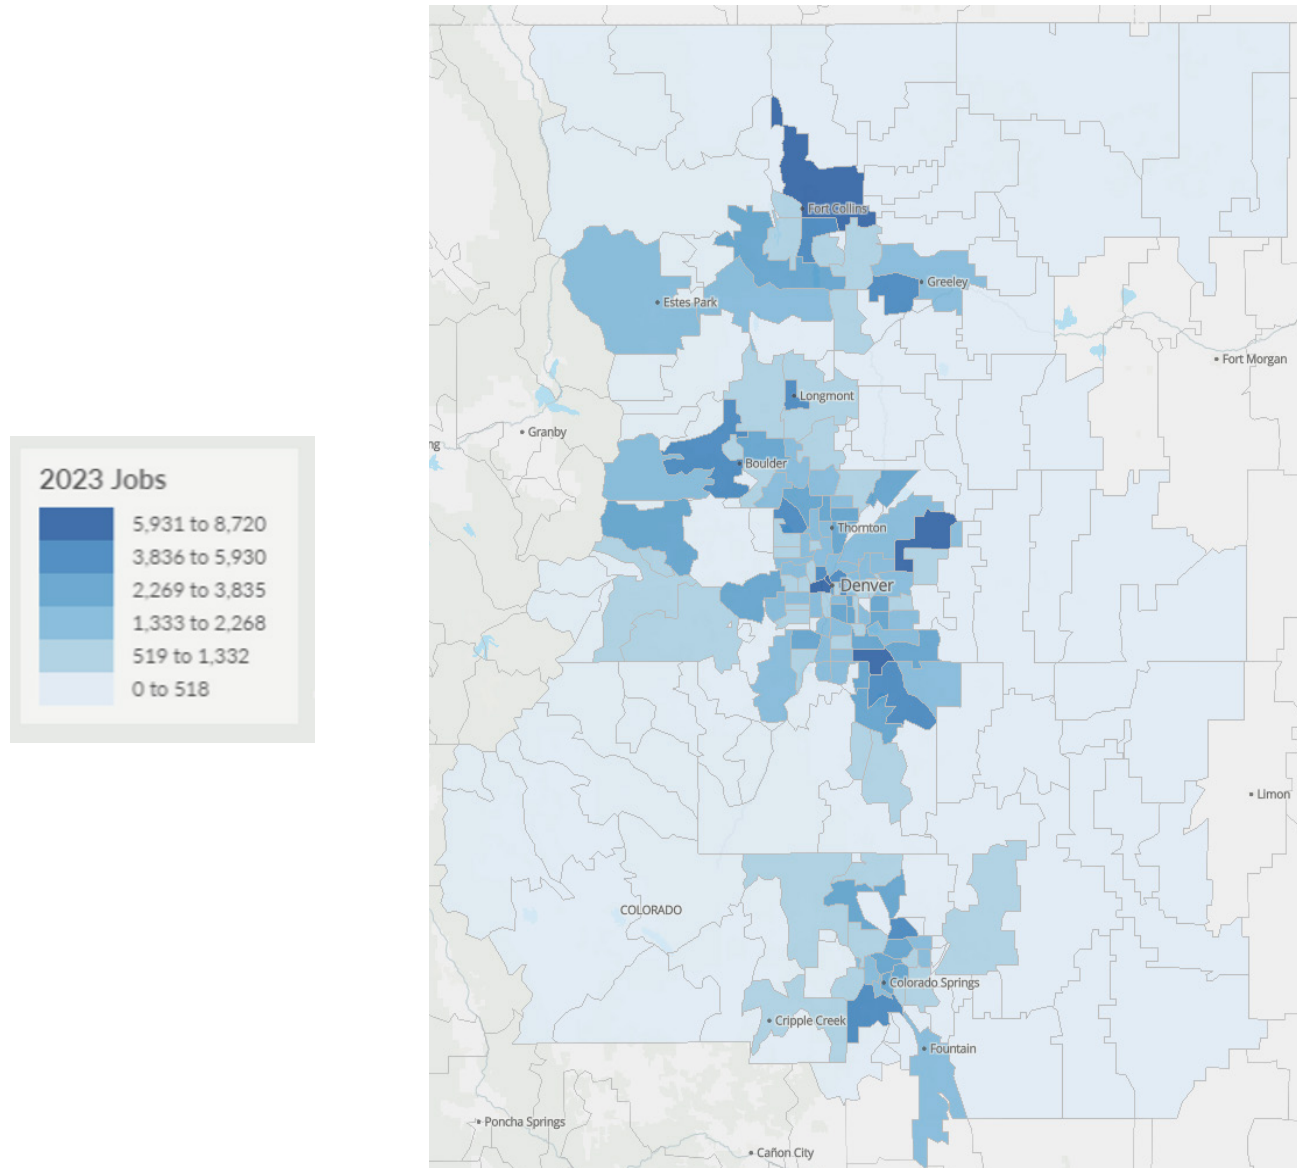 2023 Jobs
5,931 to 8,720
3,836 to 5,930
2,269 to 3,835
1,333 to 2,268
519 to 1,332
0 to 518
Fort Collins
Greeley
Estes Park
Fort Morgan
Longmont
Granby
ng
Boulder
Thornton
Denver
Limon
COLORADO
Colorado Springs
Cripple Creek
Fountain
Poncha Springs
Cañon City